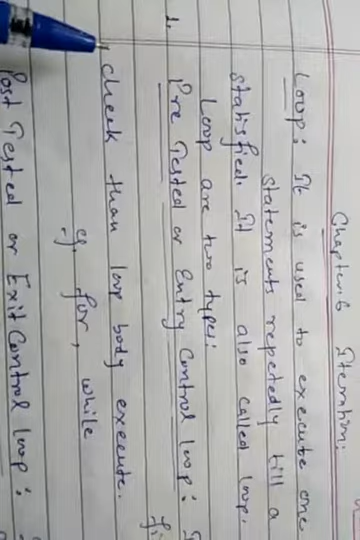 Chapter:6 Iteration:
Loop: It is used to execute one
statements repetedly till a
statisfied. It is also called loop.
Loop are two types:
1. Pre Tested or Entry Control Loop:
check than loop body execute.
eg. for, while
Post Tested or Exit Control Loop: